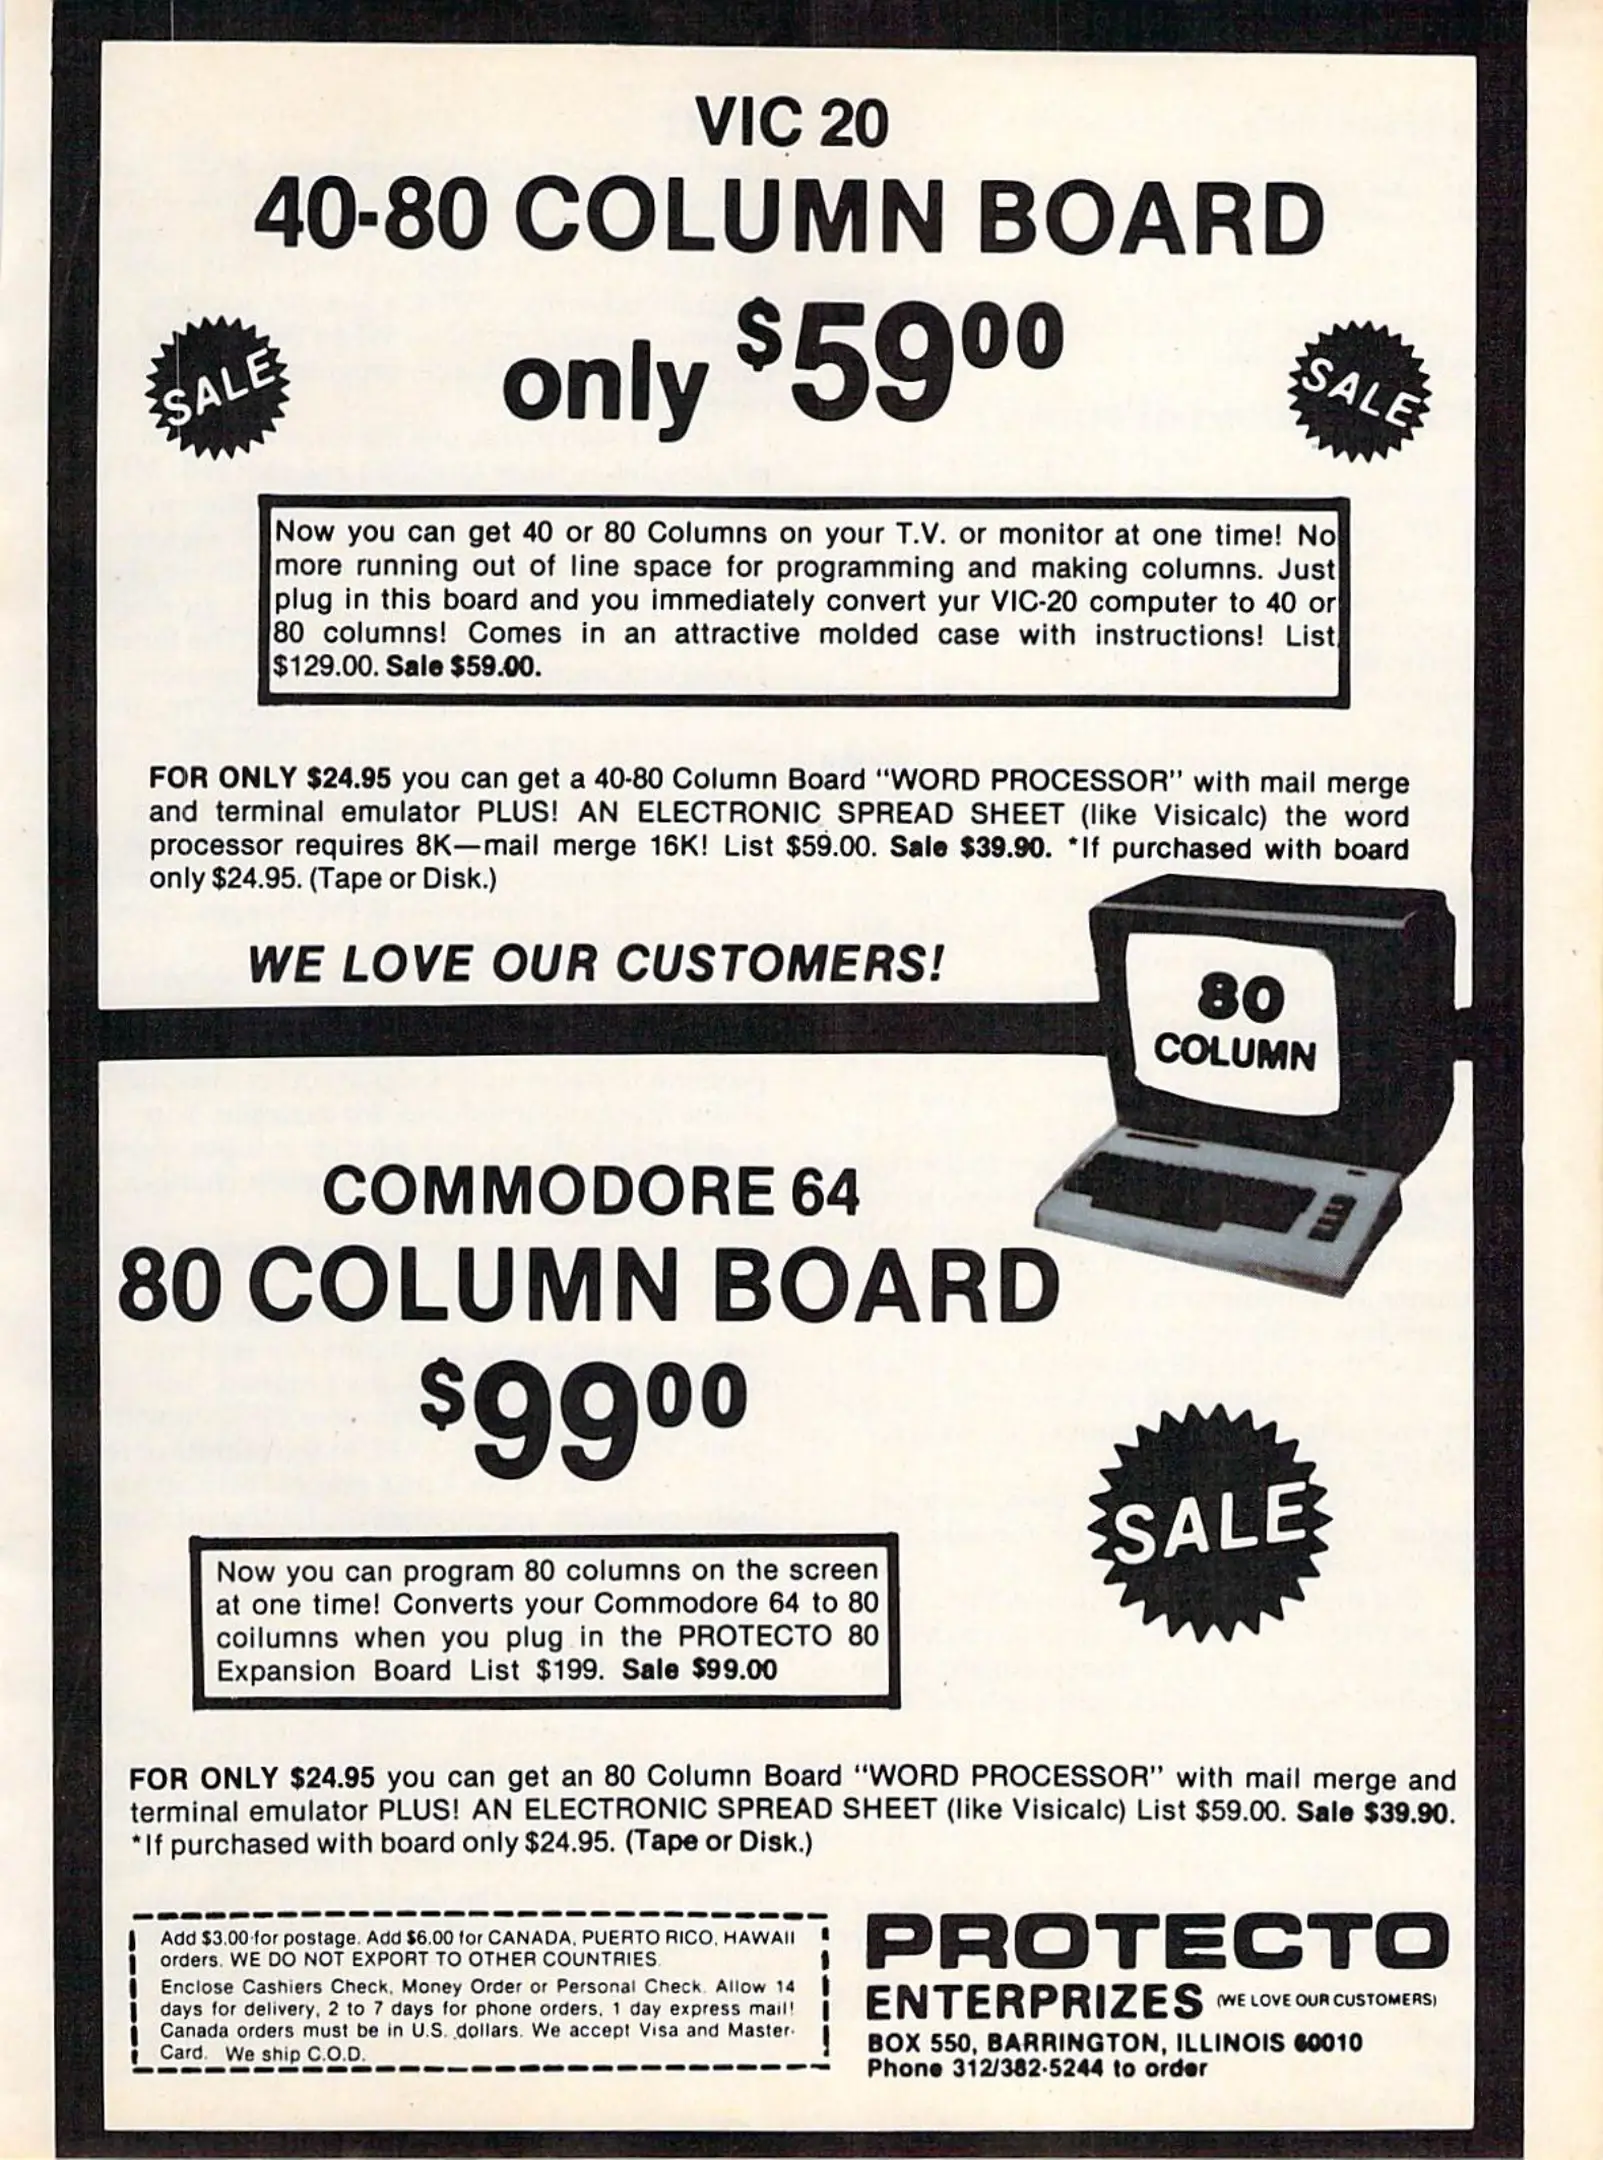 VIC 20
40-80 COLUMN BOARD
only $59⁰⁰
SALE
SALE
Now you can get 40 or 80 Columns on your T.V. or monitor at one time! No
more running out of line space for programming and making columns. Just
plug in this board and you immediately convert yur VIC-20 computer to 40 or
80 columns! Comes in an attractive molded case with instructions! List
$129.00. Sale $59.00.
FOR ONLY $24.95 you can get a 40-80 Column Board "WORD PROCESSOR" with mail merge
and terminal emulator PLUS! AN ELECTRONIC SPREAD SHEET (like Visicalc) the word
processor requires 8K—mail merge 16K! List $59.00. Sale $39.90. *If purchased with board
only $24.95. (Tape or Disk.)
WE LOVE OUR CUSTOMERS!
80
COLUMN
COMMODORE 64
80 COLUMN BOARD
$99⁰⁰
SALE
Now you can program 80 columns on the screen
at one time! Converts your Commodore 64 to 80
coilumns when you plug in the PROTECTO 80
Expansion Board List $199. Sale $99.00
FOR ONLY $24.95 you can get an 80 Column Board "WORD PROCESSOR" with mail merge and
terminal emulator PLUS! AN ELECTRONIC SPREAD SHEET (like Visicalc) List $59.00. Sale $39.90.
*If purchased with board only $24.95. (Tape or Disk.)
Add $3.00 for postage. Add $6.00 for CANADA, PUERTO RICO, HAWAII
orders. WE DO NOT EXPORT TO OTHER COUNTRIES.
Enclose Cashiers Check, Money Order or Personal Check. Allow 14
days for delivery, 2 to 7 days for phone orders, 1 day express mail!
Canada orders must be in U.S. dollars. We accept Visa and Master-
Card. We ship C.O.D.
PROTECTO
ENTERPRIZES (WE LOVE OUR CUSTOMERS)
BOX 550, BARRINGTON, ILLINOIS 60010
Phone 312/382-5244 to order